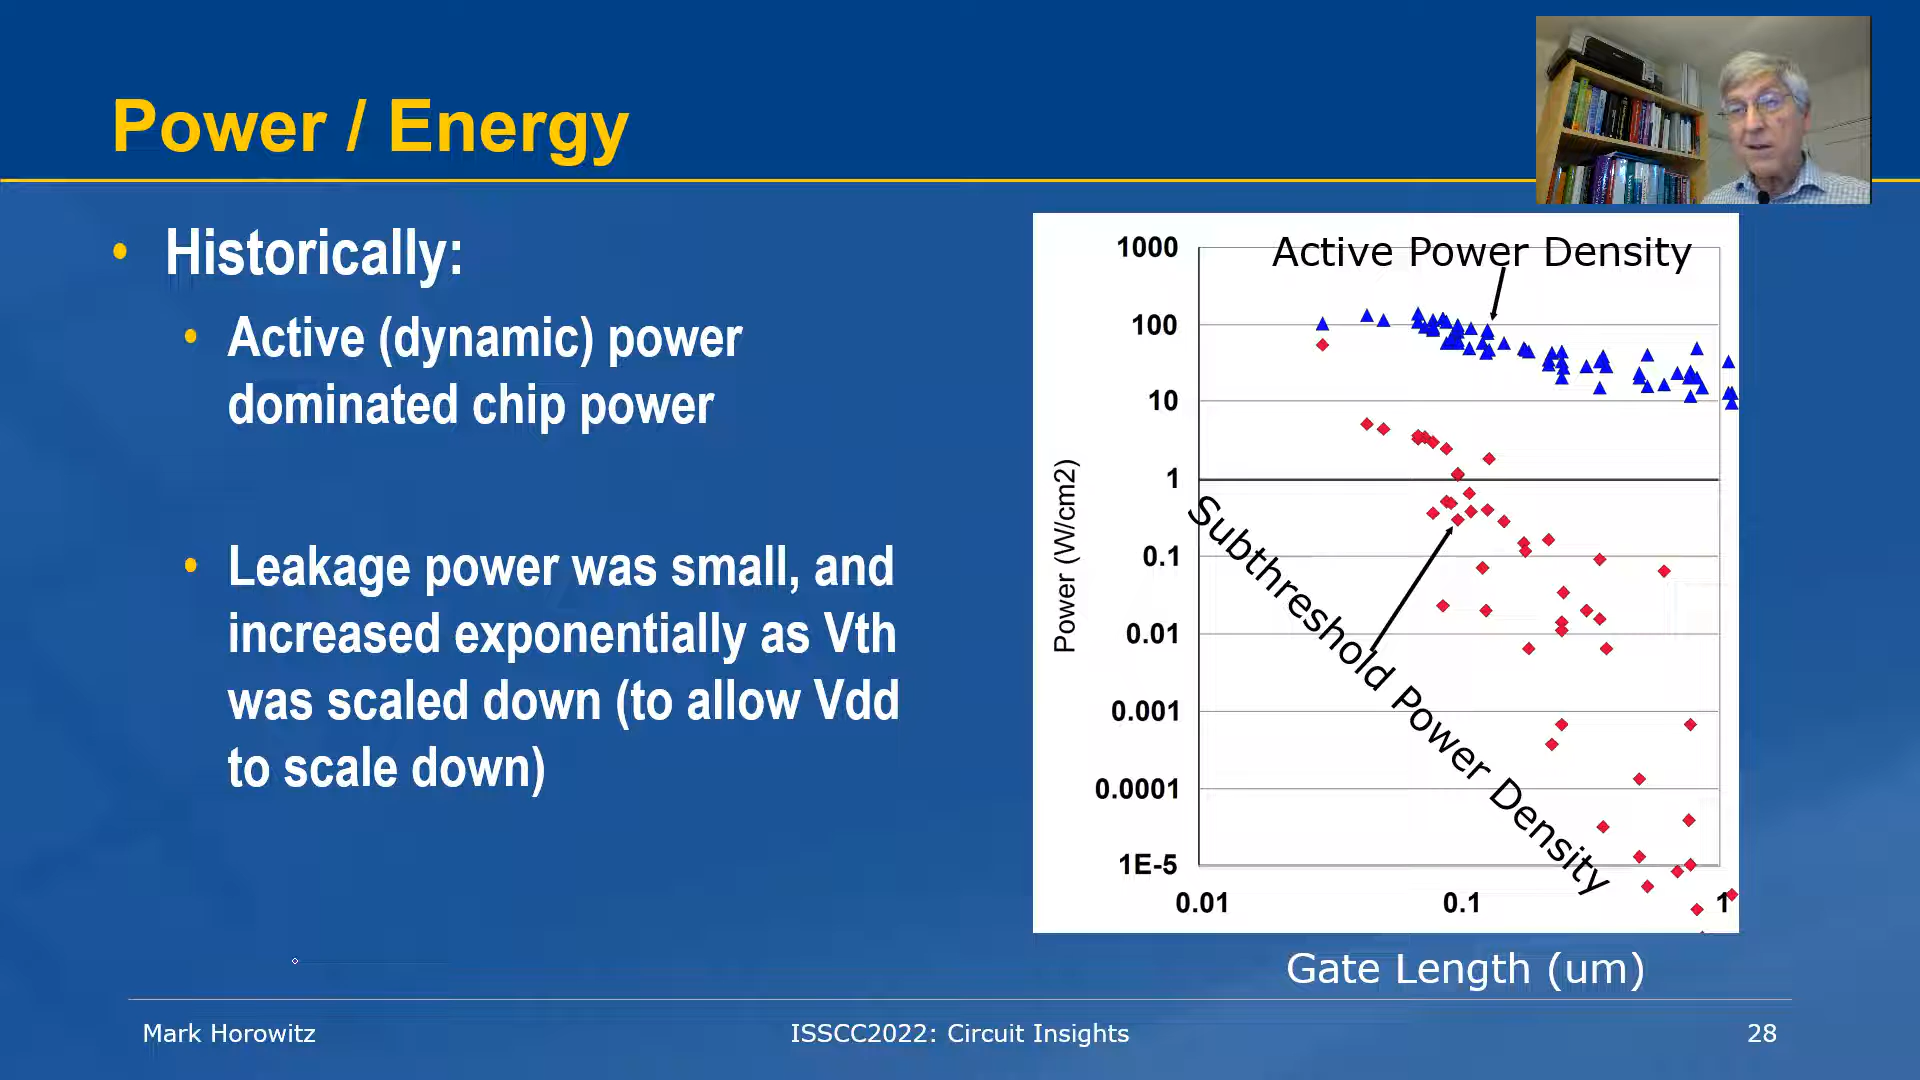 Power / Energy
• Historically:
• Active (dynamic) power
dominated chip power
• Leakage power was small, and
increased exponentially as Vth
was scaled down (to allow Vdd
to scale down)
Active Power Density
Subthreshold Power Density
Power (W/cm2)
1000
100
10
1
0.1
0.01
0.001
0.0001
1E-5
0.01 0.1 1
Gate Length (um)
Mark Horowitz
ISSCC2022: Circuit Insights
28